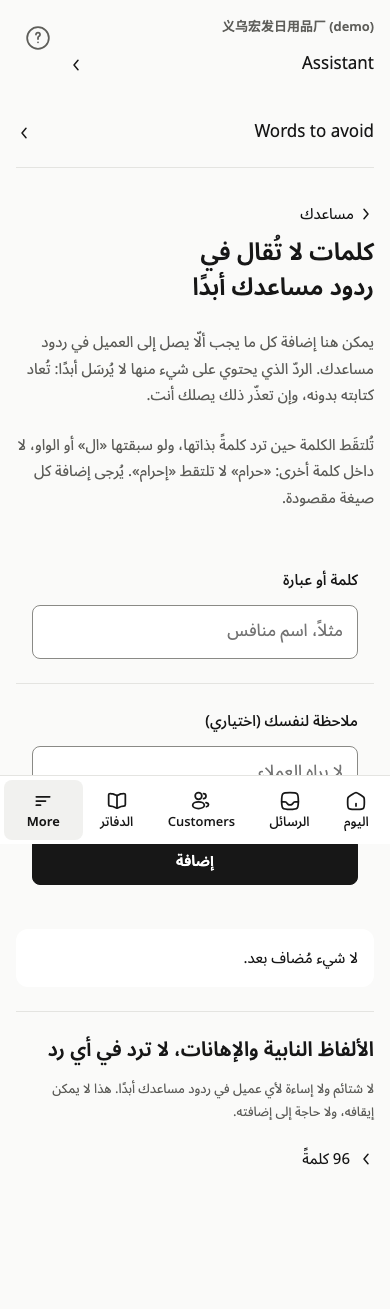 义乌宏发日用品厂 (demo)
Assistant
Words to avoid
مساعدك
كلمات لا تُقال في
ردود مساعدك أبدًا
يمكن هنا إضافة كل ما يجب ألّا يصل إلى العميل في ردود
مساعدك. الردّ الذي يحتوي على شيء منها لا يُرسَل أبدًا: تُعاد
كتابته بدونه، وإن تعذّر ذلك يصلك أنت.
تُلتقَط الكلمة حين ترد كلمةً بذاتها، ولو سبقتها «ال» أو الواو، لا
داخل كلمة أخرى: «حرام» لا تلتقط «إحرام». يُرجى إضافة كل
صيغة مقصودة.
كلمة أو عبارة
مثلاً، اسم منافس
ملاحظة لنفسك (اختياري)
لا يراه العملاء
اليوم
الرسائل
Customers
الدفاتر
More
إضافة
لا شيء مُضاف بعد.
الألفاظ النابية والإهانات، لا ترد في أي رد
لا شتائم ولا إساءة لأي عميل في ردود مساعدك أبدًا. هذا لا يمكن
إيقافه، ولا حاجة إلى إضافته.
96 كلمةً